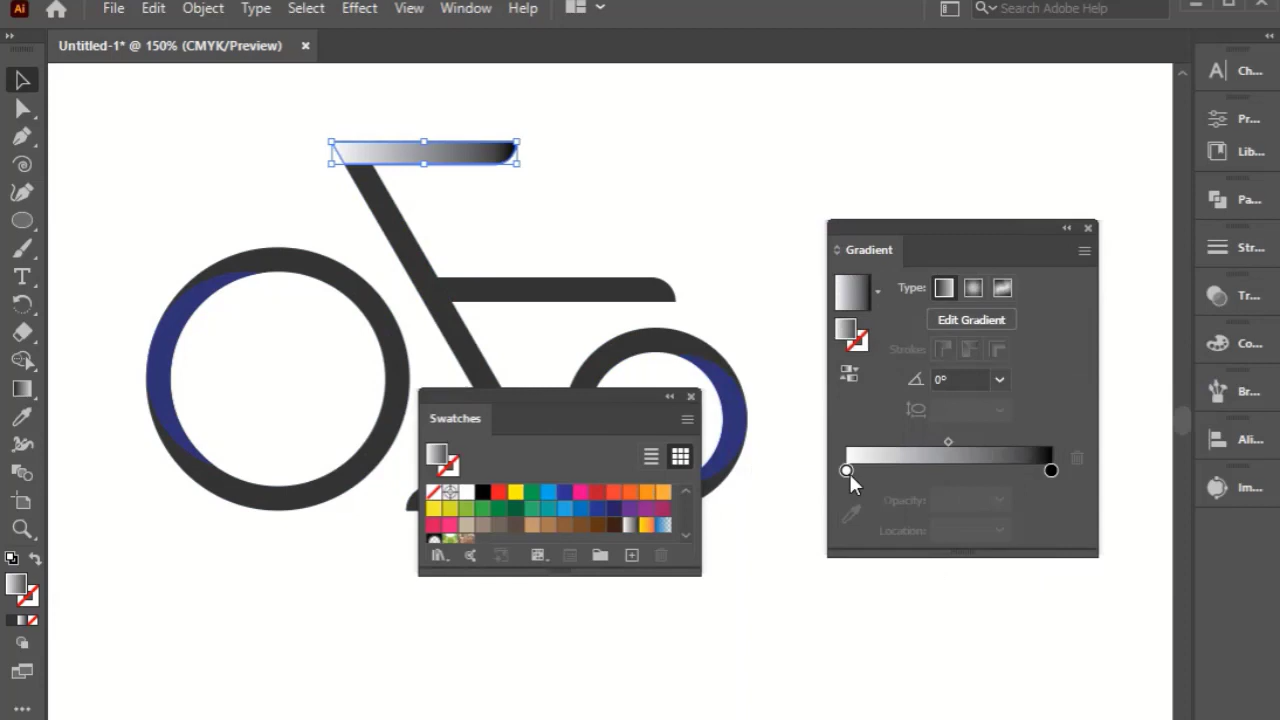 Ai
File Edit Object Type Select Effect View Window Help
Search Adobe Help
Untitled-1* @ 150% (CMYK/Preview)
Ch...
Pr...
Lib...
Pa...
Str...
Tr...
Co...
Br...
Ali...
Im...
Gradient
Type:
Edit Gradient
Strokes:
0°
Opacity:
Location:
Swatches